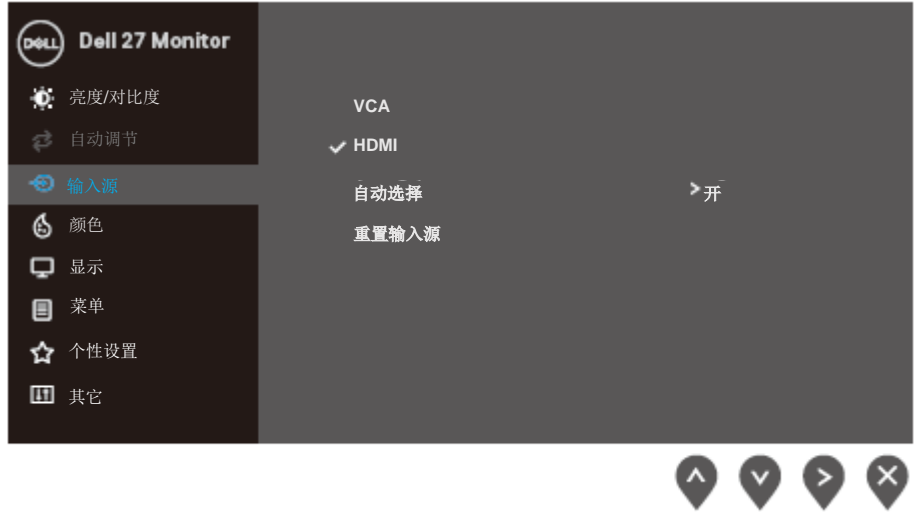 DELL
Dell 27 Monitor
亮度/对比度
自动调节
输入源
颜色
显示
菜单
个性设置
其它
VCA
HDMI
自动选择
开
重置输入源